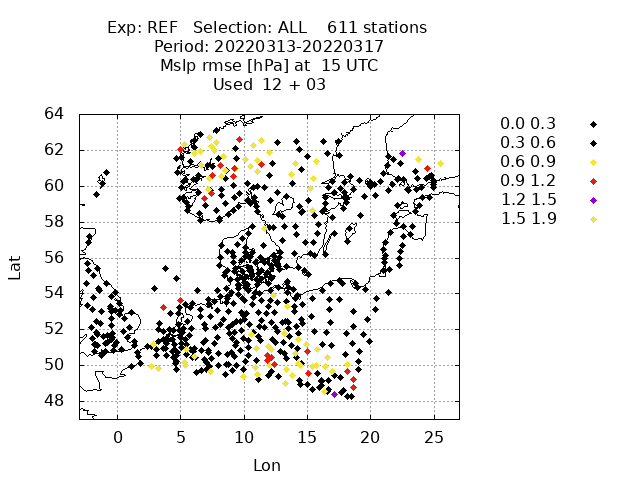 Exp: REF   Selection: ALL    611 stations
Period: 20220313-20220317
Mslp rmse [hPa] at  15 UTC
Used  12 + 03
64
62
60
58
56
54
52
50
48
Lat
0 5 10 15 20 25
Lon
0.0 0.3
0.3 0.6
0.6 0.9
0.9 1.2
1.2 1.5
1.5 1.9